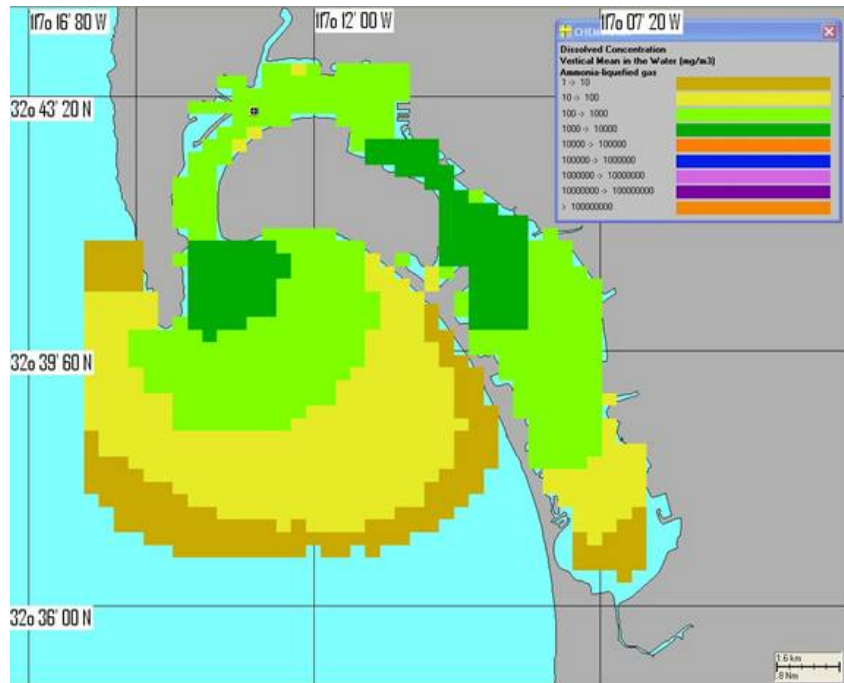 117o 16' 80 W
117o 12' 00 W
117o 07' 20 W
Dissolved Concentration
Vertical Mean in the Water (mg/m3)
Ammonia-liquefied gas
1 -> 10
10 -> 100
100 -> 1000
1000 -> 10000
10000 -> 100000
100000 -> 1000000
1000000 -> 10000000
10000000 -> 100000000
> 100000000
32o 43' 20 N
32o 39' 60 N
32o 36' 00 N
1.6 km
.8 Nm